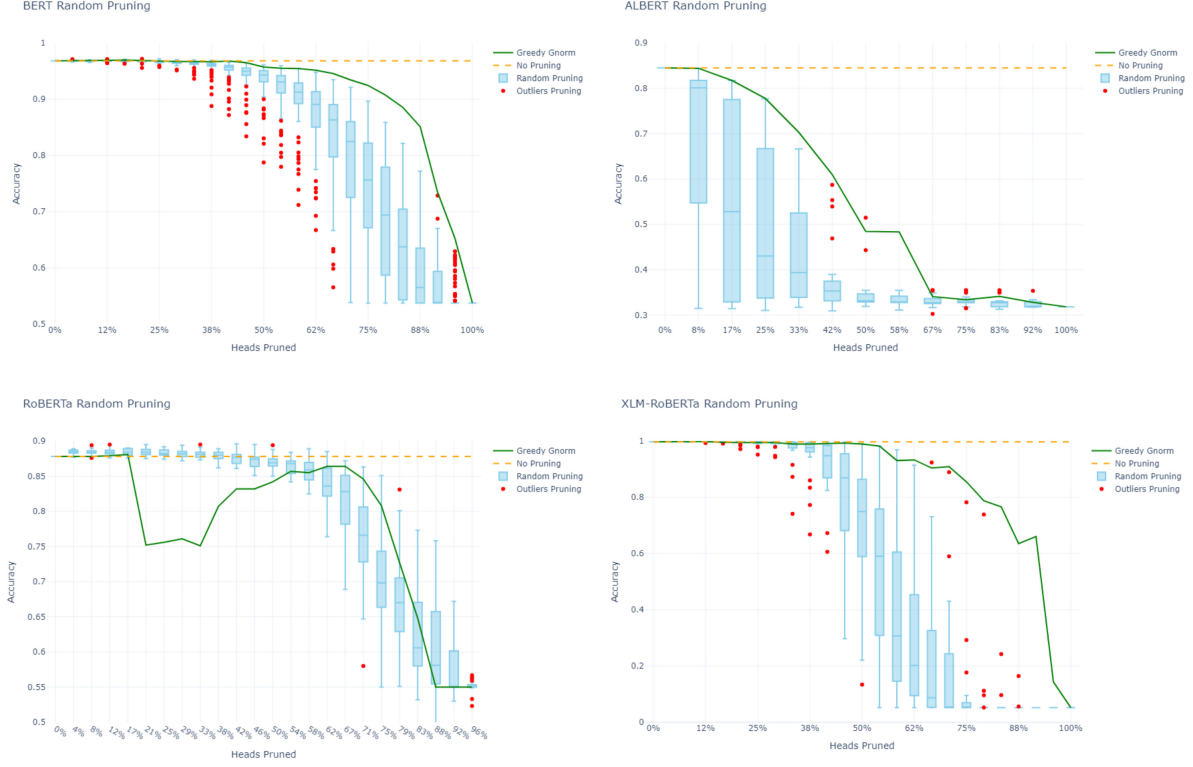 BERT Random Pruning
1
0.9
0.8
0.7
0.6
0.5
Accuracy
0% 12% 25% 38% 50% 62% 75% 88% 100%
Heads Pruned
Greedy Gnorm
No Pruning
Random Pruning
Outliers Pruning
ALBERT Random Pruning
0.9
0.8
0.7
0.6
0.5
0.4
0.3
Accuracy
0% 8% 17% 25% 33% 42% 50% 58% 67% 75% 83% 92% 100%
Heads Pruned
Greedy Gnorm
No Pruning
Random Pruning
Outliers Pruning
RoBERTa Random Pruning
0.9
0.85
0.8
0.75
0.7
0.65
0.6
0.55
0.5
Accuracy
0% 4% 8% 12% 17% 21% 25% 29% 33% 38% 42% 46% 50% 54% 58% 62% 67% 71% 75% 79% 83% 88% 92% 96%
Heads Pruned
Greedy Gnorm
No Pruning
Random Pruning
Outliers Pruning
XLM-RoBERTa Random Pruning
1
0.8
0.6
0.4
0.2
0
Accuracy
0% 12% 25% 38% 50% 62% 75% 88% 100%
Heads Pruned
Greedy Gnorm
No Pruning
Random Pruning
Outliers Pruning